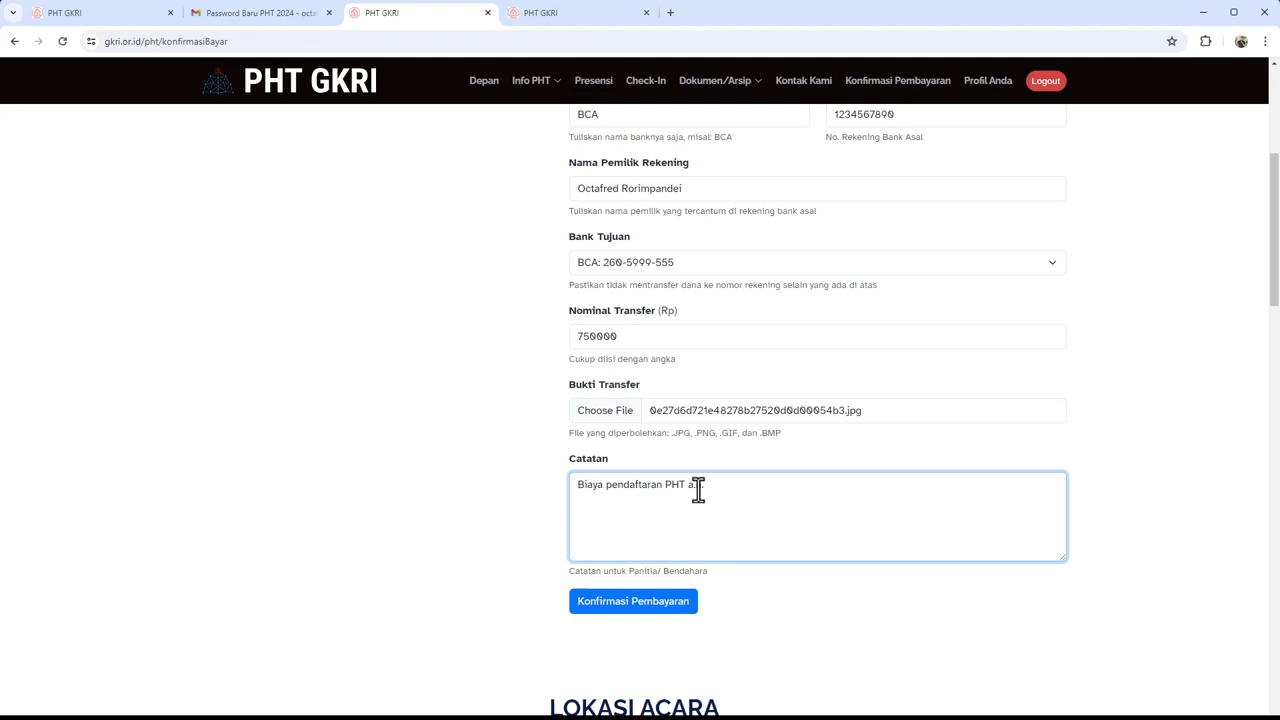 PHT GKRI
Password Baru PHT 2024 - octa
PHT GKRI
PHT GKRI
gkri.or.id/pht/konfirmasiBayar
PHT GKRI
Depan
Info PHT
Presensi
Check-In
Dokumen/Arsip
Kontak Kami
Konfirmasi Pembayaran
Profil Anda
Logout
BCA
1234567890
Tuliskan nama banknya saja, misal: BCA
No. Rekening Bank Asal
Nama Pemilik Rekening
Octafred Rorimpandei
Tuliskan nama pemilik yang tercantum di rekening bank asal
Bank Tujuan
BCA: 260-5999-555
Pastikan tidak mentransfer dana ke nomor rekening selain yang ada di atas
Nominal Transfer (Rp)
750000
Cukup diisi dengan angka
Bukti Transfer
Choose File
0e27d6d721e48278b27520d0d00054b3.jpg
File yang diperbolehkan: .JPG, .PNG, .GIF, dan .BMP
Catatan
Biaya pendaftaran PHT
Catatan untuk Panitia/ Bendahara
Konfirmasi Pembayaran
LOKASI ACARA